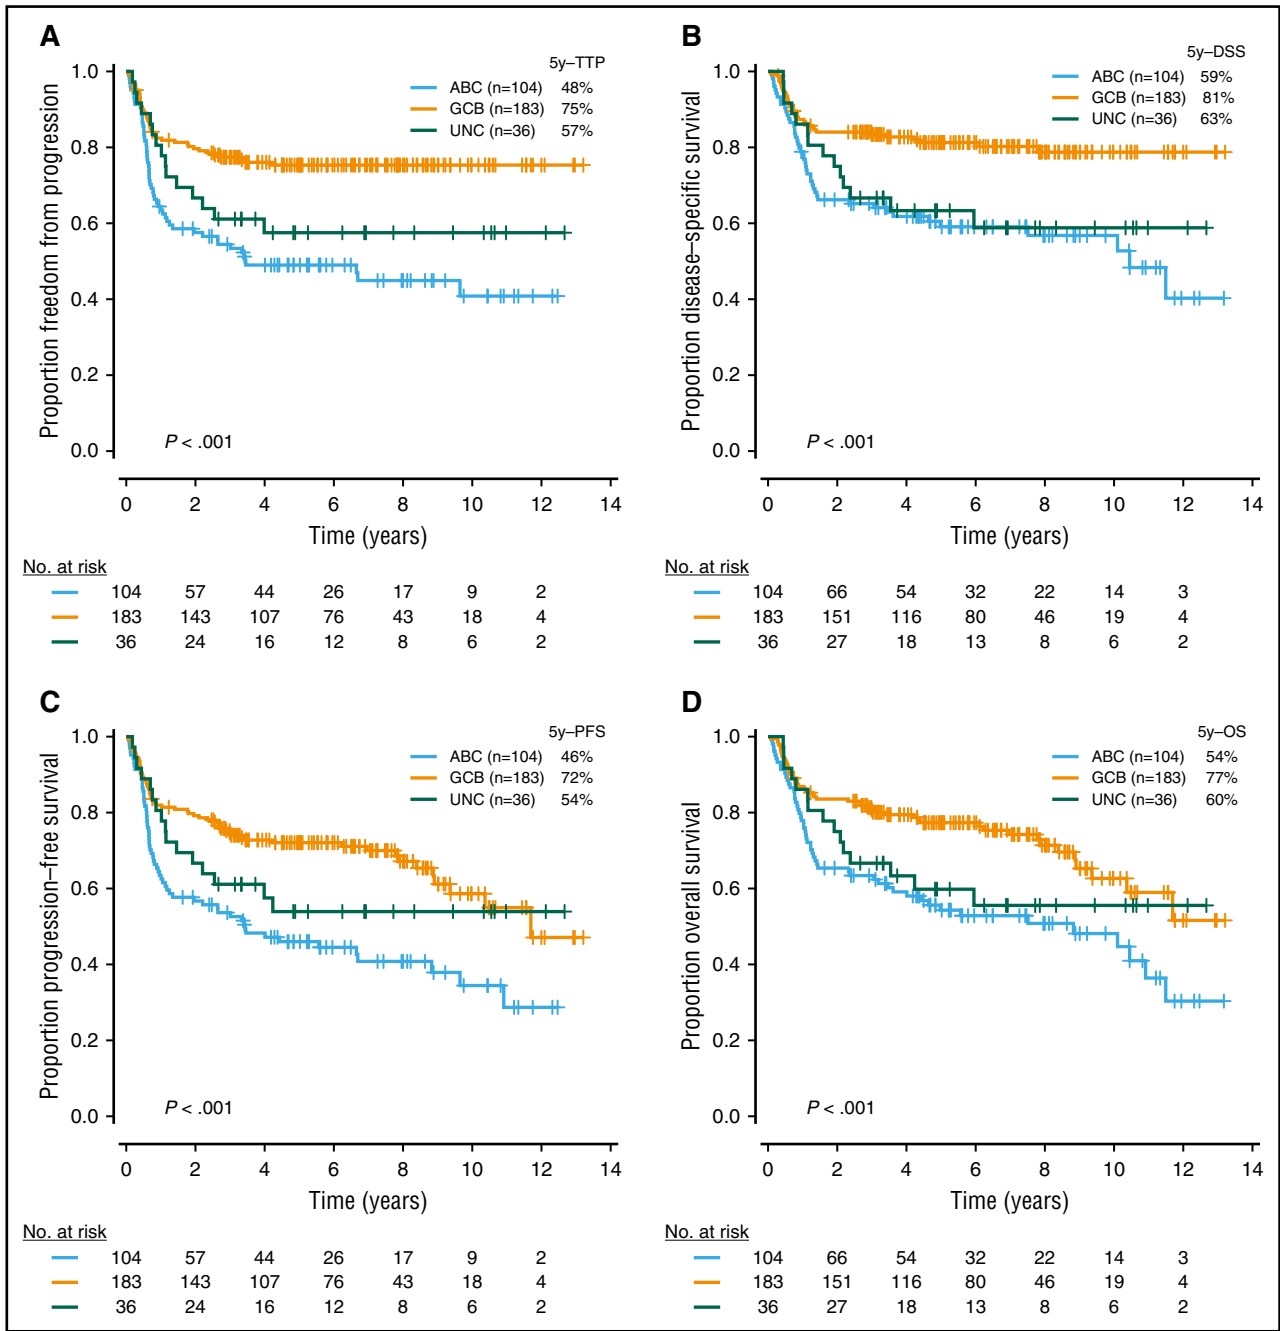 A
5y–TTP
ABC (n=104) 48%
GCB (n=183) 75%
UNC (n=36) 57%
Proportion freedom from progression
1.0
0.8
0.6
0.4
0.2
0.0
P < .001
0 2 4 6 8 10 12 14
Time (years)
No. at risk
104 57 44 26 17 9 2
183 143 107 76 43 18 4
36 24 16 12 8 6 2
B
5y–DSS
ABC (n=104) 59%
GCB (n=183) 81%
UNC (n=36) 63%
Proportion disease–specific survival
1.0
0.8
0.6
0.4
0.2
0.0
P < .001
0 2 4 6 8 10 12 14
Time (years)
No. at risk
104 66 54 32 22 14 3
183 151 116 80 46 19 4
36 27 18 13 8 6 2
C
5y–PFS
ABC (n=104) 46%
GCB (n=183) 72%
UNC (n=36) 54%
Proportion progression–free survival
1.0
0.8
0.6
0.4
0.2
0.0
P < .001
0 2 4 6 8 10 12 14
Time (years)
No. at risk
104 57 44 26 17 9 2
183 143 107 76 43 18 4
36 24 16 12 8 6 2
D
5y–OS
ABC (n=104) 54%
GCB (n=183) 77%
UNC (n=36) 60%
Proportion overall survival
1.0
0.8
0.6
0.4
0.2
0.0
P < .001
0 2 4 6 8 10 12 14
Time (years)
No. at risk
104 66 54 32 22 14 3
183 151 116 80 46 19 4
36 27 18 13 8 6 2